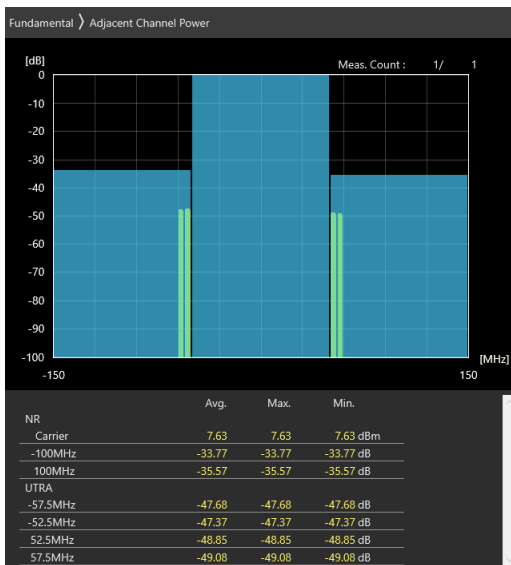 Fundamental 〉 Adjacent Channel Power
[dB]
Meas. Count : 1/ 1
0
-10
-20
-30
-40
-50
-60
-70
-80
-90
-100
[MHz]
-150 150
Avg. Max. Min.
NR
Carrier 7.63 7.63 7.63 dBm
-100MHz -33.77 -33.77 -33.77 dB
100MHz -35.57 -35.57 -35.57 dB
UTRA
-57.5MHz -47.68 -47.68 -47.68 dB
-52.5MHz -47.37 -47.37 -47.37 dB
52.5MHz -48.85 -48.85 -48.85 dB
57.5MHz -49.08 -49.08 -49.08 dB